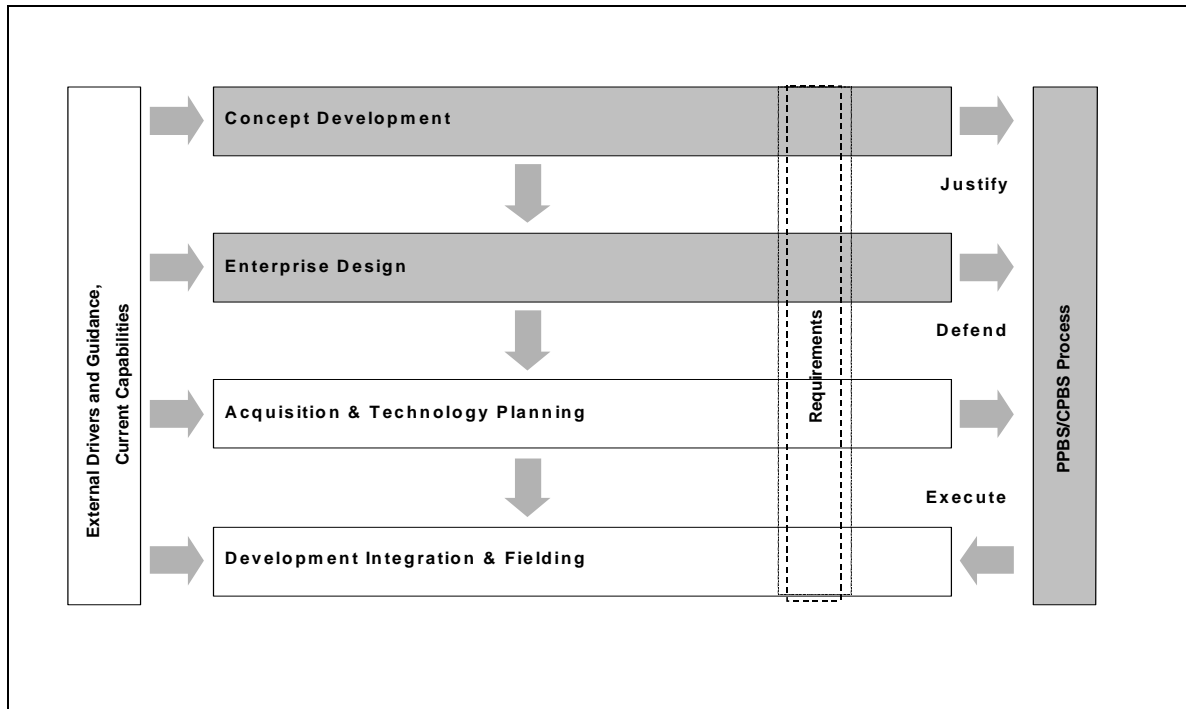 External Drivers and Guidance,
Current Capabilities
Concept Development
Justify
Enterprise Design
Defend
Requirements
Acquisition & Technology Planning
Execute
Development Integration & Fielding
PPBS/CPBS Process